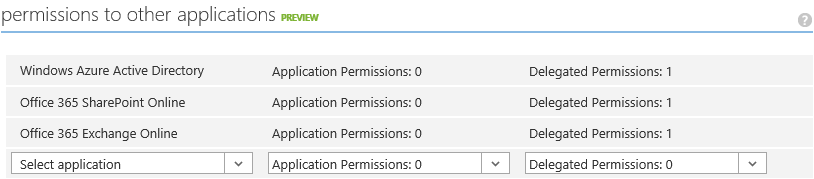 permissions to other applications PREVIEW ?
Windows Azure Active Directory Application Permissions: 0 Delegated Permissions: 1
Office 365 SharePoint Online Application Permissions: 0 Delegated Permissions: 1
Office 365 Exchange Online Application Permissions: 0 Delegated Permissions: 1
Select application Application Permissions: 0 Delegated Permissions: 0